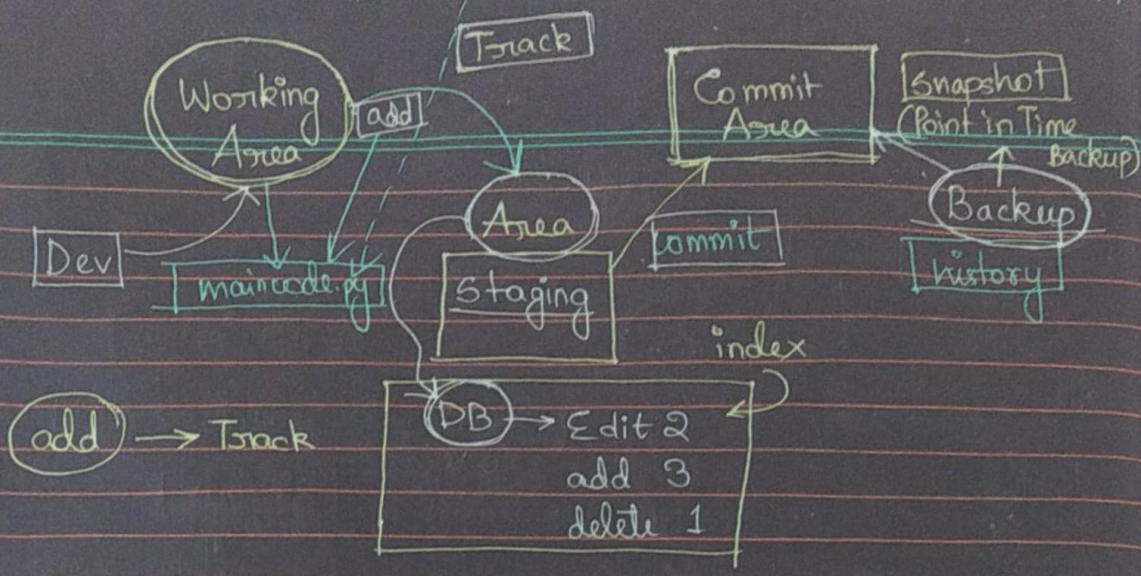 Track
Working
Area
add
Commit
Area
Snapshot
(Point in Time
Backup)
Backup
history
Dev
maincode.py
Area
Staging
Commit
index
add → Track
DB → Edit 2
add 3
delete 1